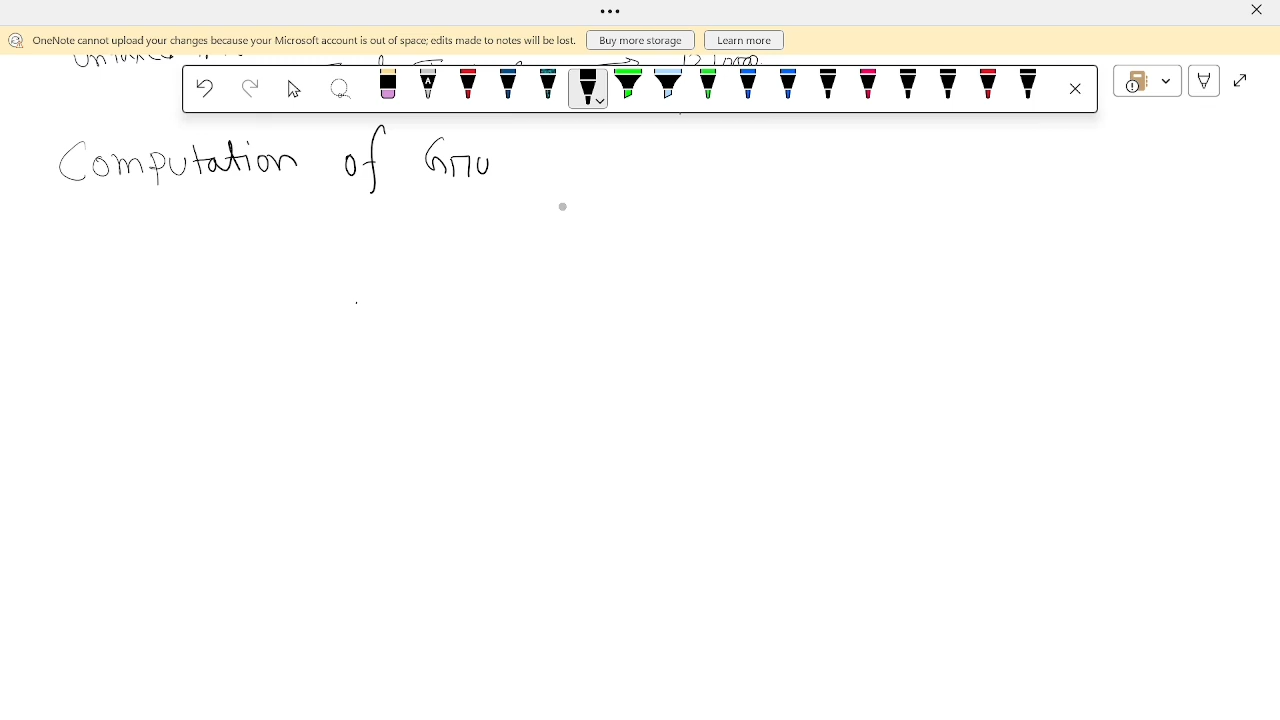 OneNote cannot upload your changes because your Microsoft account is out of space; edits made to notes will be lost. Buy more storage Learn more
A
Computation of